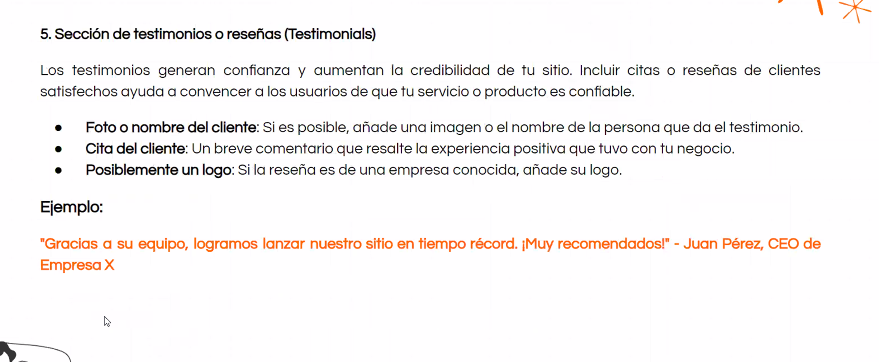 5. Sección de testimonios o reseñas (Testimonials)
Los testimonios generan confianza y aumentan la credibilidad de tu sitio. Incluir citas o reseñas de clientes
satisfechos ayuda a convencer a los usuarios de que tu servicio o producto es confiable.
● Foto o nombre del cliente: Si es posible, añade una imagen o el nombre de la persona que da el testimonio.
● Cita del cliente: Un breve comentario que resalte la experiencia positiva que tuvo con tu negocio.
● Posiblemente un logo: Si la reseña es de una empresa conocida, añade su logo.
Ejemplo:
"Gracias a su equipo, logramos lanzar nuestro sitio en tiempo récord. ¡Muy recomendados!" - Juan Pérez, CEO de
Empresa X